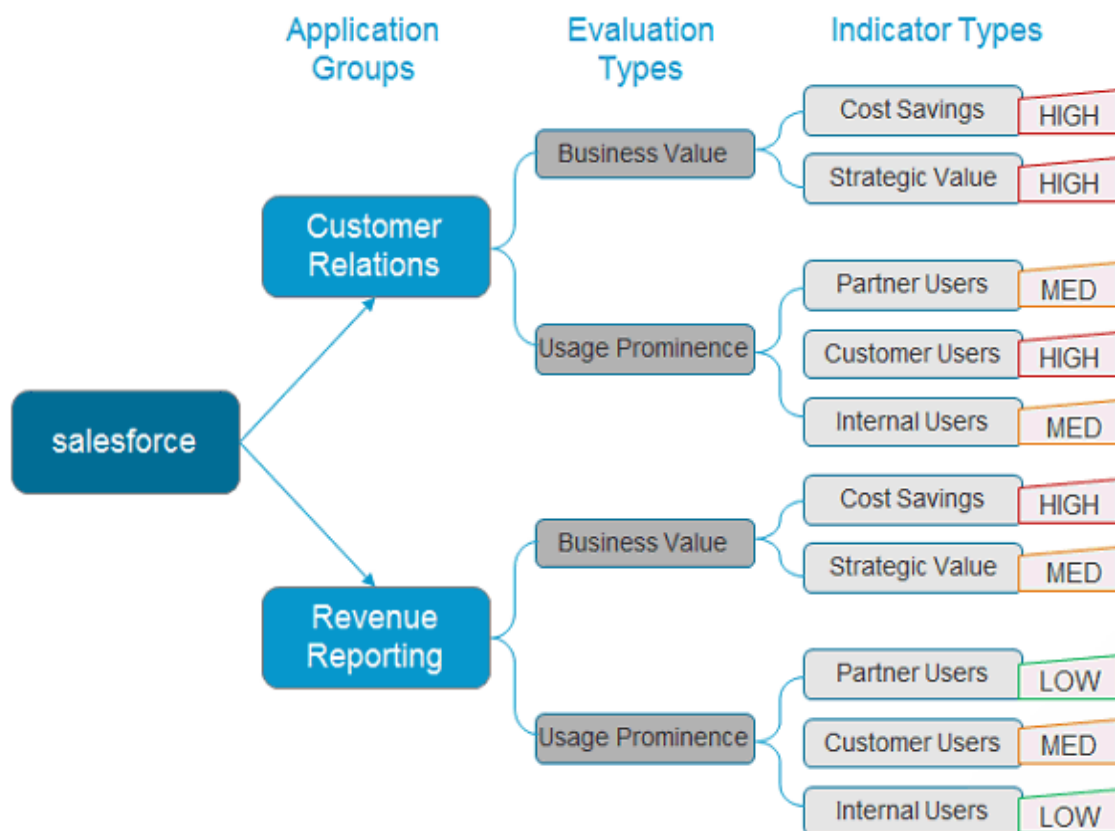 Application
Groups
Evaluation
Types
Indicator Types
salesforce
Customer
Relations
Business Value
Cost Savings
HIGH
Strategic Value
HIGH
Usage Prominence
Partner Users
MED
Customer Users
HIGH
Internal Users
MED
Revenue
Reporting
Business Value
Cost Savings
HIGH
Strategic Value
MED
Usage Prominence
Partner Users
LOW
Customer Users
MED
Internal Users
LOW